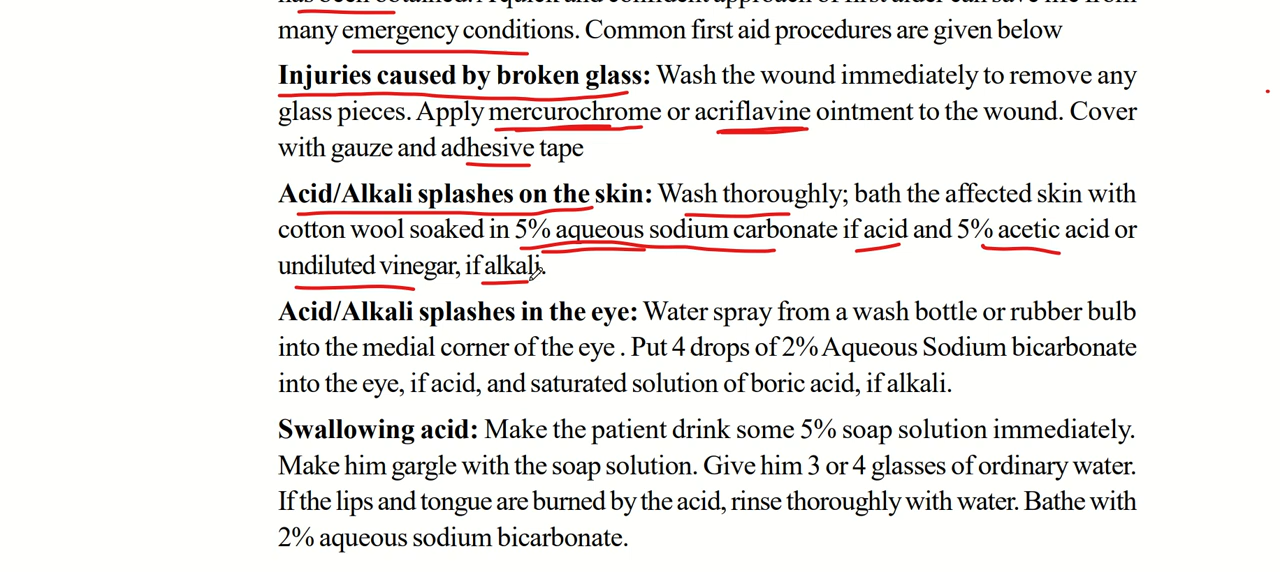 many emergency conditions. Common first aid procedures are given below
Injuries caused by broken glass: Wash the wound immediately to remove any
glass pieces. Apply mercurochrome or acriflavine ointment to the wound. Cover
with gauze and adhesive tape
Acid/Alkali splashes on the skin: Wash thoroughly; bath the affected skin with
cotton wool soaked in 5% aqueous sodium carbonate if acid and 5% acetic acid or
undiluted vinegar, if alkali.
Acid/Alkali splashes in the eye: Water spray from a wash bottle or rubber bulb
into the medial corner of the eye . Put 4 drops of 2% Aqueous Sodium bicarbonate
into the eye, if acid, and saturated solution of boric acid, if alkali.
Swallowing acid: Make the patient drink some 5% soap solution immediately.
Make him gargle with the soap solution. Give him 3 or 4 glasses of ordinary water.
If the lips and tongue are burned by the acid, rinse thoroughly with water. Bathe with
2% aqueous sodium bicarbonate.